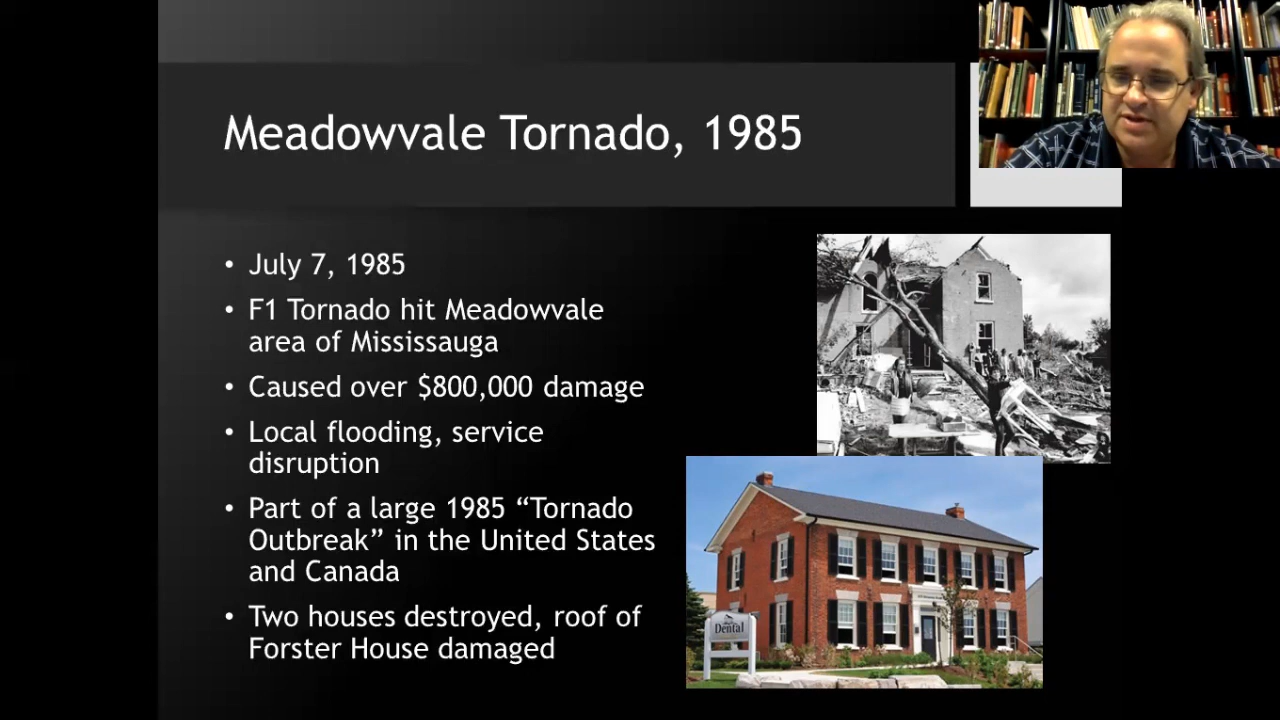 Meadowvale Tornado, 1985
• July 7, 1985
• F1 Tornado hit Meadowvale
area of Mississauga
• Caused over $800,000 damage
• Local flooding, service
disruption
• Part of a large 1985 “Tornado
Outbreak” in the United States
and Canada
• Two houses destroyed, roof of
Forster House damaged
Dental